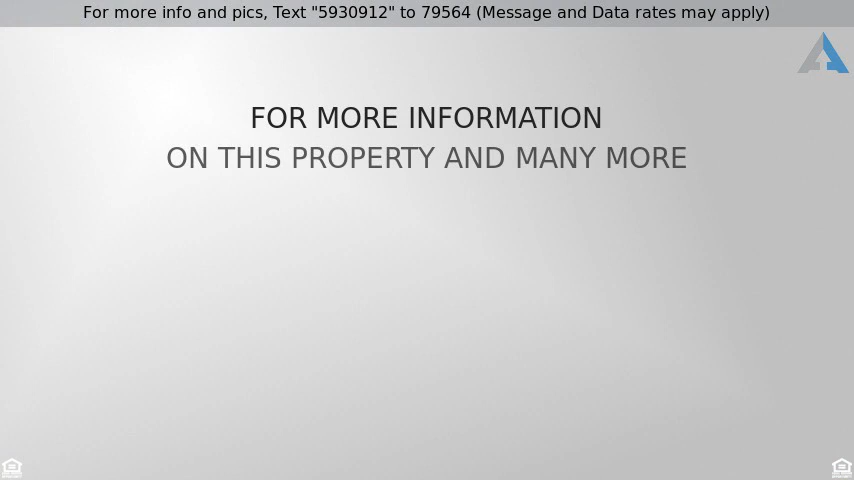 For more info and pics, Text "5930912" to 79564 (Message and Data rates may apply)
FOR MORE INFORMATION
ON THIS PROPERTY AND MANY MORE